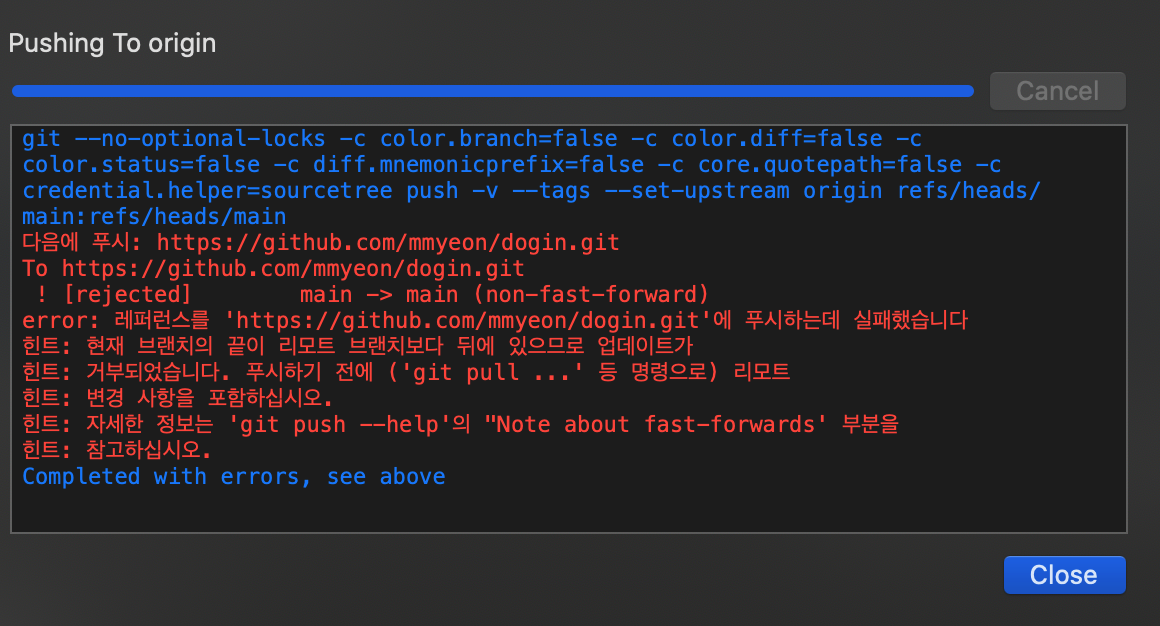 Pushing To origin
Cancel
git --no-optional-locks -c color.branch=false -c color.diff=false -c
color.status=false -c diff.mnemonicprefix=false -c core.quotepath=false -c
credential.helper=sourcetree push -v --tags --set-upstream origin refs/heads/
main:refs/heads/main
다음에 푸시: https://github.com/mmyeon/dogin.git
To https://github.com/mmyeon/dogin.git
 ! [rejected]        main -> main (non-fast-forward)
error: 레퍼런스를 'https://github.com/mmyeon/dogin.git'에 푸시하는데 실패했습니다
힌트: 현재 브랜치의 끝이 리모트 브랜치보다 뒤에 있으므로 업데이트가
힌트: 거부되었습니다. 푸시하기 전에 ('git pull ...' 등 명령으로) 리모트
힌트: 변경 사항을 포함하십시오.
힌트: 자세한 정보는 'git push --help'의 "Note about fast-forwards' 부분을
힌트: 참고하십시오.
Completed with errors, see above
Close